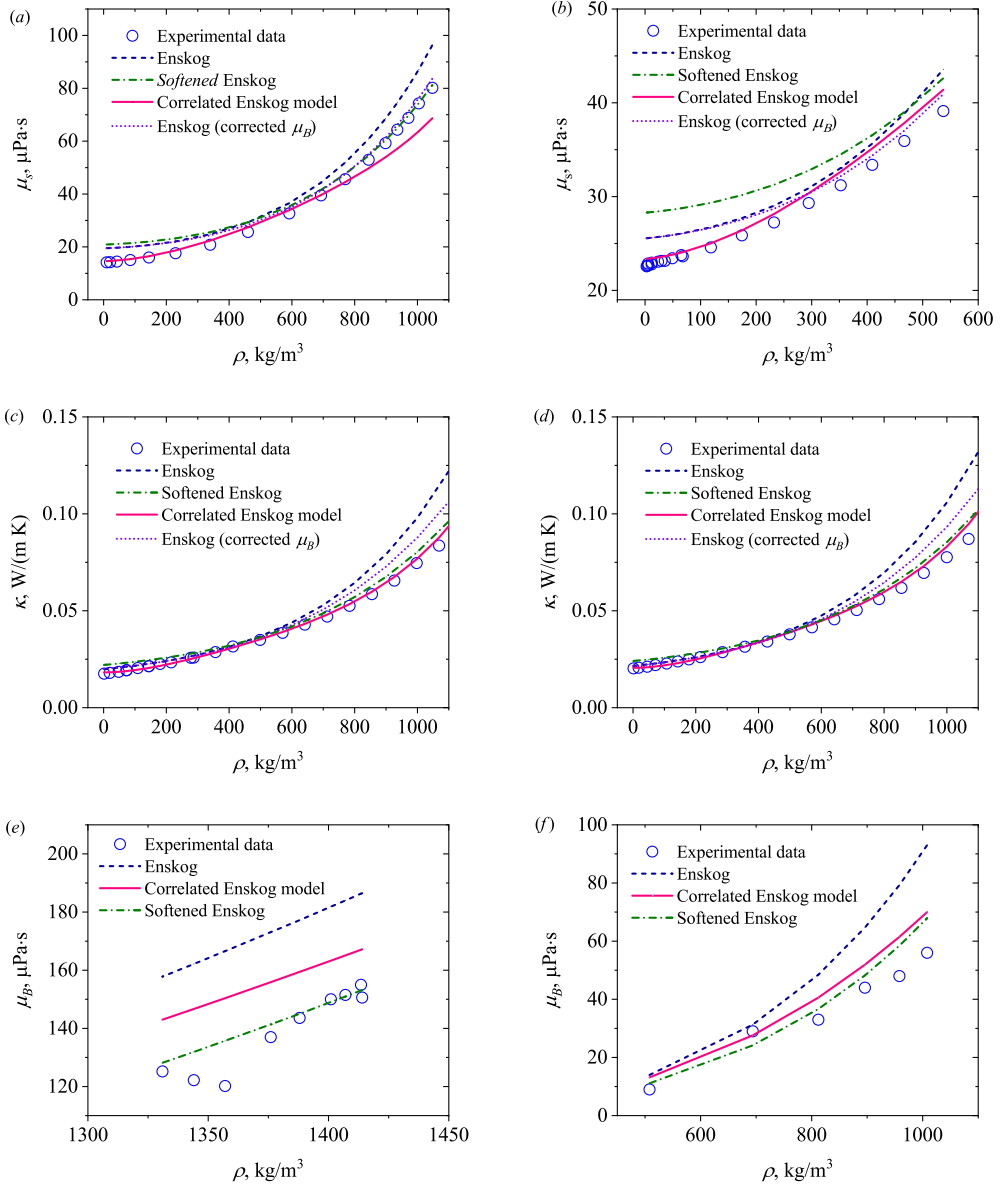 (a)
100
80
60
40
20
0
μs, μPa·s
0 200 400 600 800 1000
ρ, kg/m³
Experimental data
Enskog
Softened Enskog
Correlated Enskog model
Enskog (corrected μB)
(b)
50
40
30
20
μs, μPa·s
0 100 200 300 400 500 600
ρ, kg/m³
Experimental data
Enskog
Softened Enskog
Correlated Enskog model
Enskog (corrected μB)
(c)
0.15
0.10
0.05
0.00
κ, W/(m K)
0 200 400 600 800 1000
ρ, kg/m³
Experimental data
Enskog
Softened Enskog
Correlated Enskog model
Enskog (corrected μB)
(d)
0.15
0.10
0.05
0.00
κ, W/(m K)
0 200 400 600 800 1000
ρ, kg/m³
Experimental data
Enskog
Softened Enskog
Correlated Enskog model
Enskog (corrected μB)
(e)
200
180
160
140
120
μB, μPa·s
1300 1350 1400 1450
ρ, kg/m³
Experimental data
Enskog
Correlated Enskog model
Softened Enskog
(f)
100
80
60
40
20
0
μB, μPa·s
600 800 1000
ρ, kg/m³
Experimental data
Enskog
Correlated Enskog model
Softened Enskog